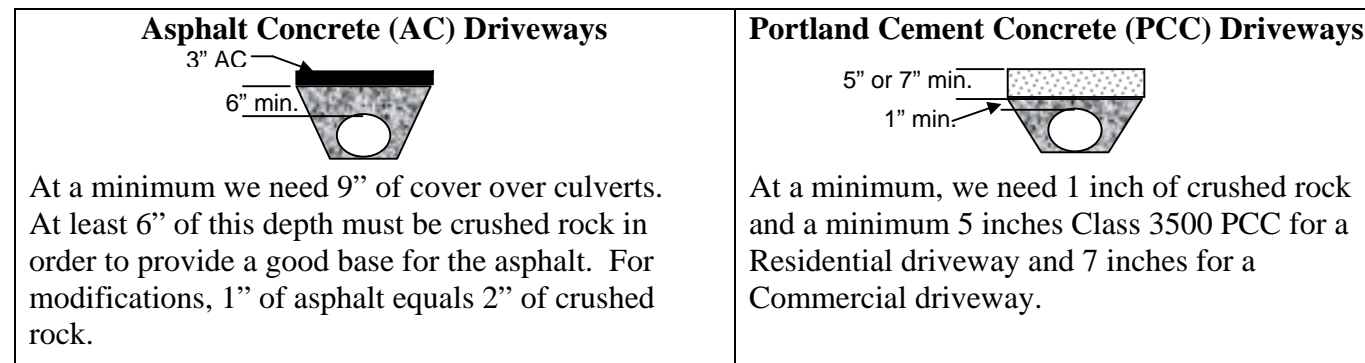 Asphalt Concrete (AC) Driveways
3” AC
6” min.
At a minimum we need 9” of cover over culverts.
At least 6” of this depth must be crushed rock in
order to provide a good base for the asphalt.  For
modifications, 1” of asphalt equals 2” of crushed
rock.
Portland Cement Concrete (PCC) Driveways
5” or 7” min.
1” min.
At a minimum, we need 1 inch of crushed rock
and a minimum 5 inches Class 3500 PCC for a
Residential driveway and 7 inches for a
Commercial driveway.